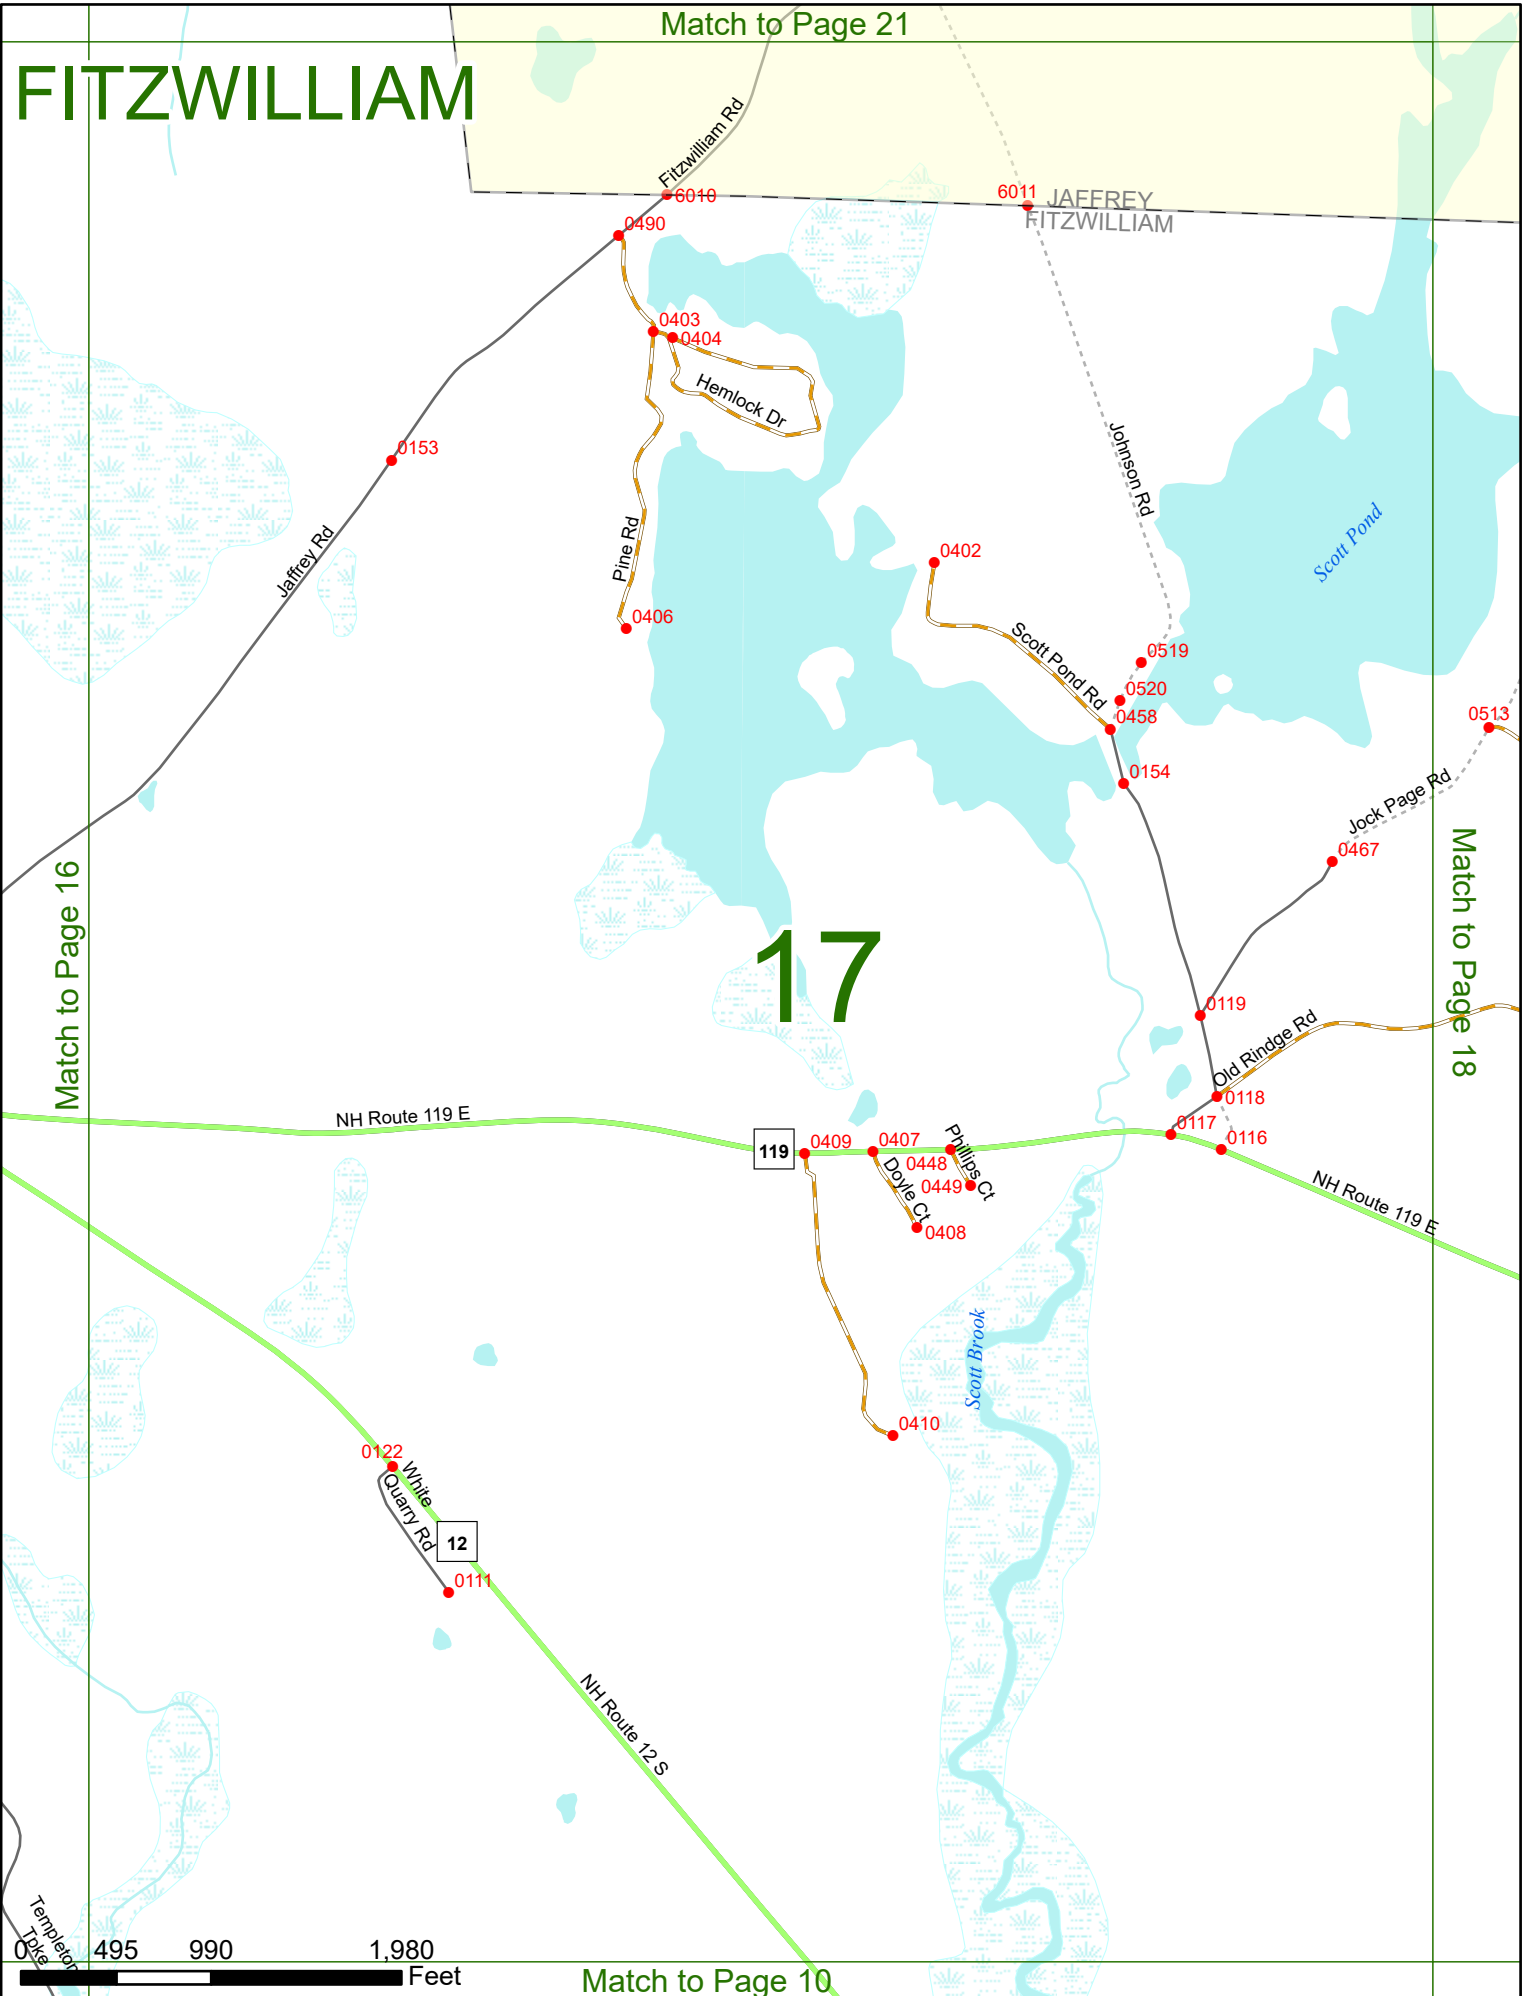 Match to Page 21
FITZWILLIAM
Fitzwilliam Rd
6010
6011
JAFFREY
FITZWILLIAM
0490
0403
0404
Hemlock Dr
0153
Johnson Rd
Scott Pond
Jaffrey Rd
Pine Rd
0402
0406
Scott Pond Rd
0519
0520
0458
0513
0154
Jock Page Rd
0467
Match to Page 16
Match to Page 18
17
0119
Old Rindge Rd
0118
0117
0116
NH Route 119 E
119
0409
0407
0448
Phillips Ct
0449
Doyle Ct
0408
NH Route 119 E
Scott Brook
0410
0122
White
Quarry Rd
12
0111
NH Route 12 S
Templeton
Tpke
0 495 990 1,980
Feet
Match to Page 10